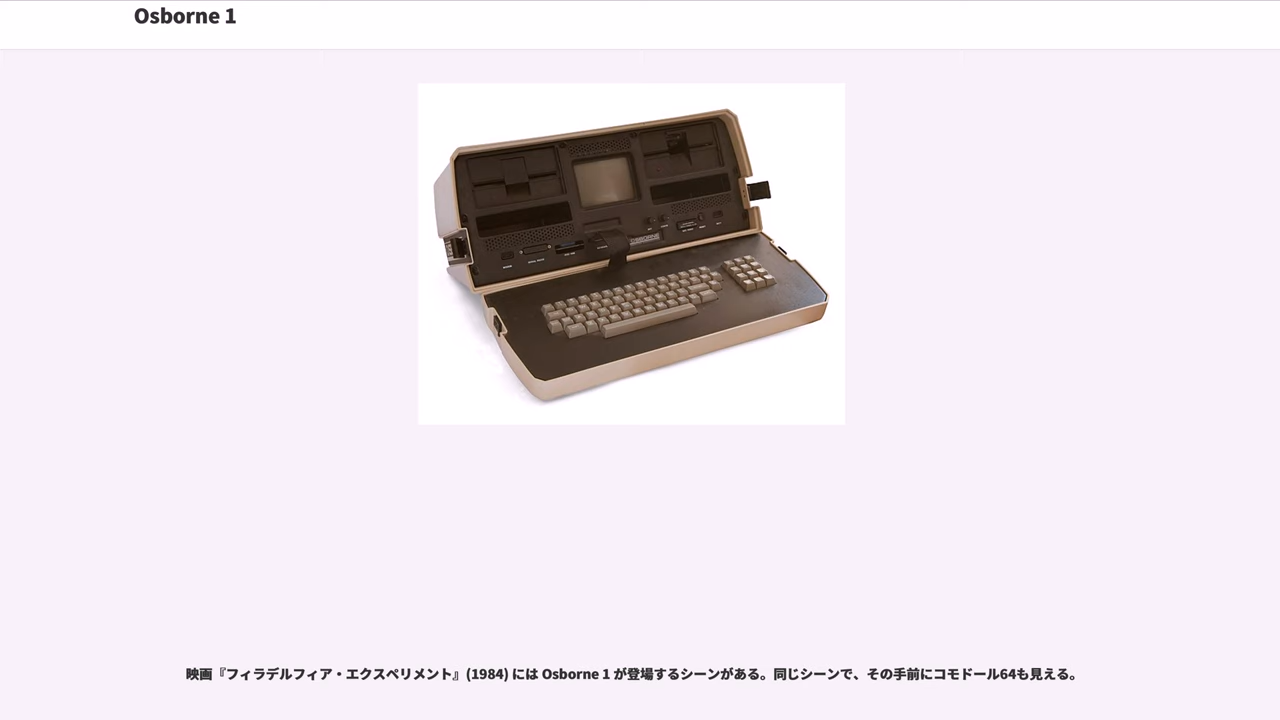 Osborne 1
OSBORNE
映画『フィラデルフィア・エクスペリメント』(1984) には Osborne 1 が登場するシーンがある。同じシーンで、その手前にコモドール64も見える。